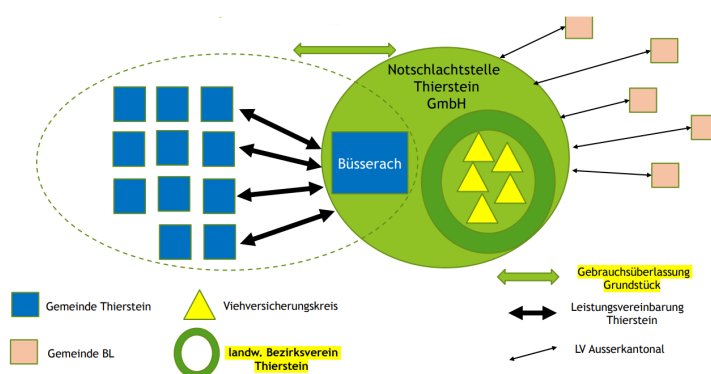 Notschlachtstelle
Thierstein
GmbH
Büsserach
Gebrauchsüberlassung
Grundstück
Gemeinde Thierstein
Viehversicherungskreis
Leistungsvereinbarung
Thierstein
Gemeinde BL
landw. Bezirksverein
Thierstein
LV Ausserkantonal